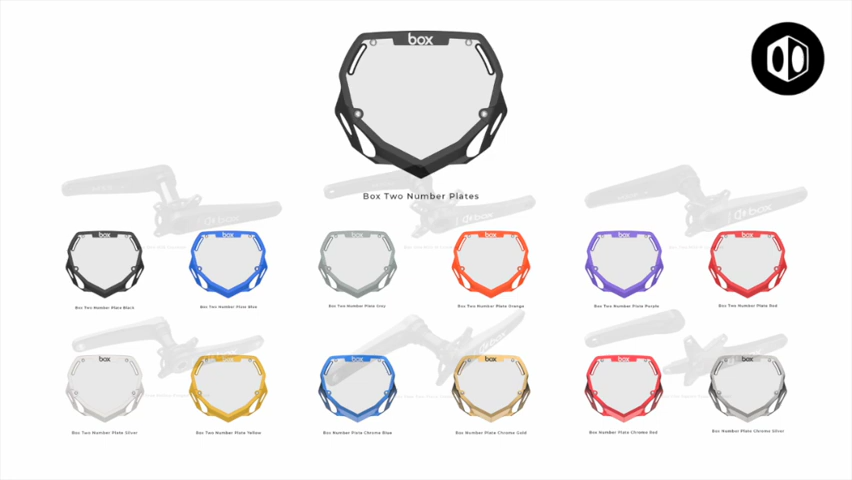 box
Box Two Number Plates
box
box
box
box
box
box
Box Two Number Plate Black
Box Two Number Plate Blue
Box Two Number Plate Grey
Box Two Number Plate Orange
Box Two Number Plate Purple
Box Two Number Plate Red
box
box
box
box
box
box
Box Two Number Plate Silver
Box Two Number Plate Yellow
Box Number Plate Chrome Blue
Box Number Plate Chrome Gold
Box Number Plate Chrome Red
Box Number Plate Chrome Silver